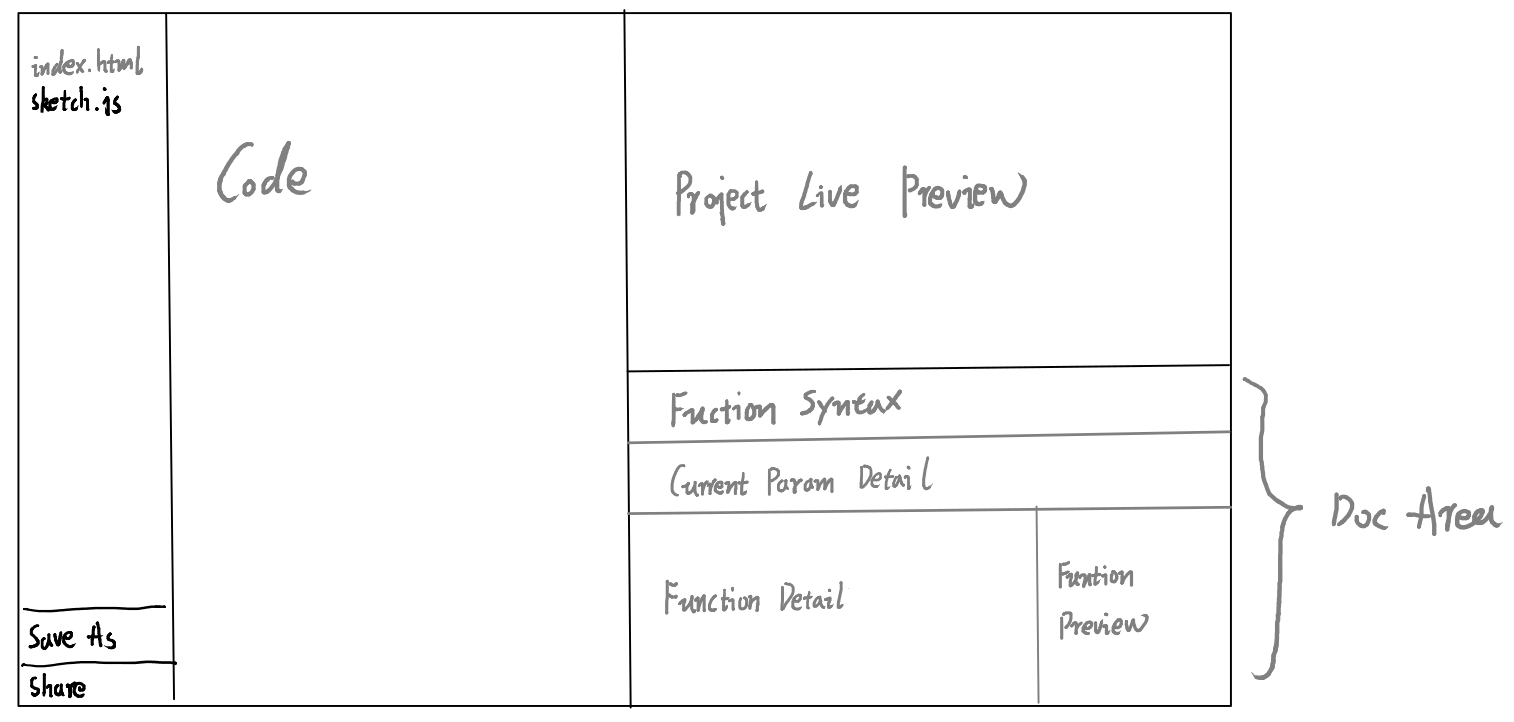 index.html
sketch.js
Save As
Share
Code
Project Live Preview
Fuction Syntax
Current Param Detail
Function Detail
Funtion
Preview
Doc Area